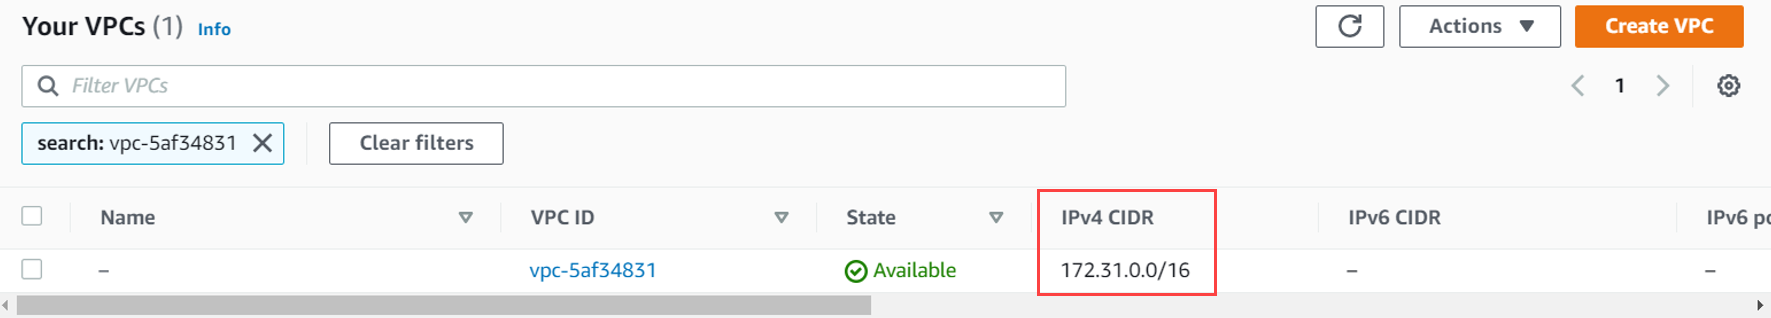 Your VPCs (1) Info
Actions Create VPC
Filter VPCs
1
search: vpc-5af34831
Clear filters
Name VPC ID State IPv4 CIDR IPv6 CIDR IPv6 po
– vpc-5af34831 Available 172.31.0.0/16 – –